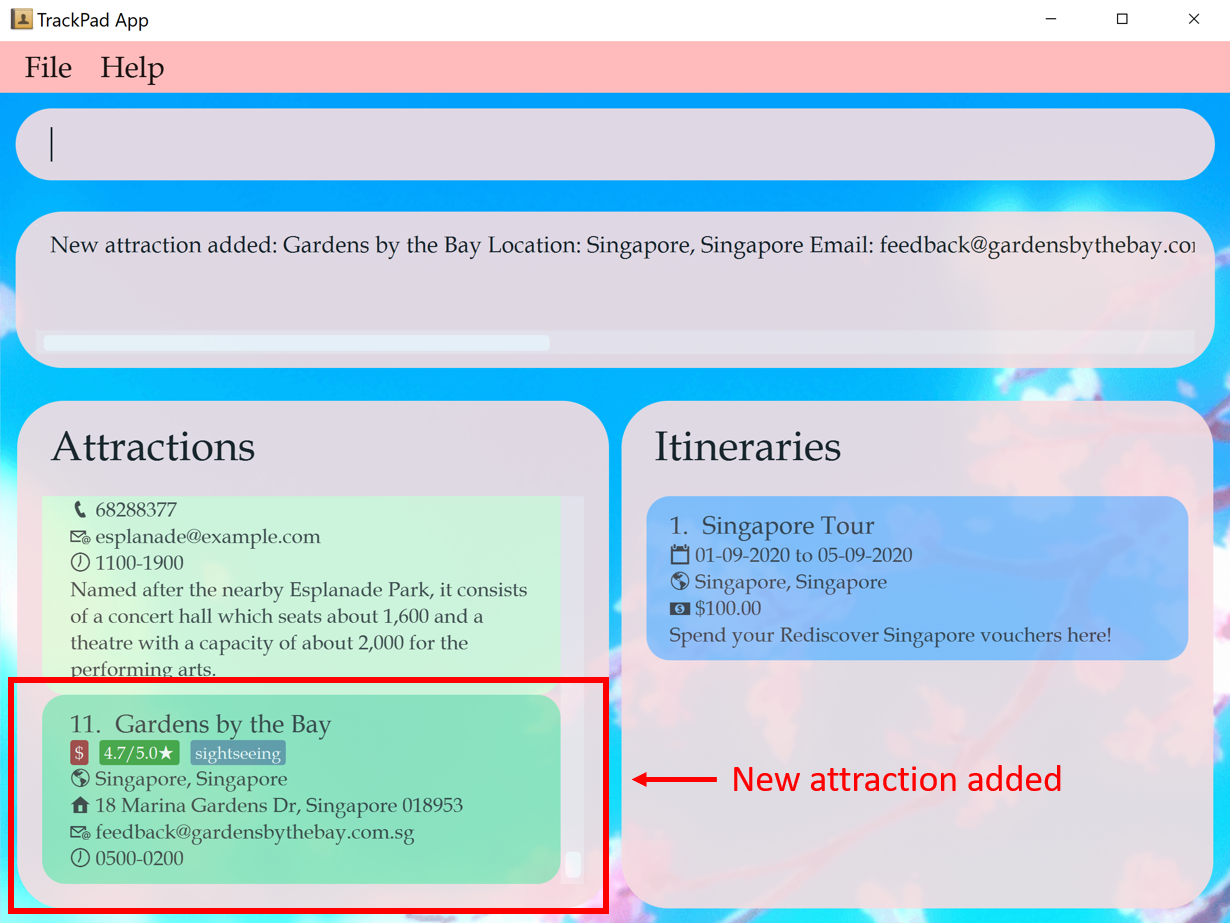 TrackPad App
File Help
New attraction added: Gardens by the Bay Location: Singapore, Singapore Email: feedback@gardensbythebay.co
Attractions
68288377
esplanade@example.com
1100-1900
Named after the nearby Esplanade Park, it consists
of a concert hall which seats about 1,600 and a
theatre with a capacity of about 2,000 for the
performing arts.
11. Gardens by the Bay
$ 4.7/5.0★ sightseeing
Singapore, Singapore
18 Marina Gardens Dr, Singapore 018953
feedback@gardensbythebay.com.sg
0500-0200
Itineraries
1. Singapore Tour
01-09-2020 to 05-09-2020
Singapore, Singapore
$100.00
Spend your Rediscover Singapore vouchers here!
New attraction added